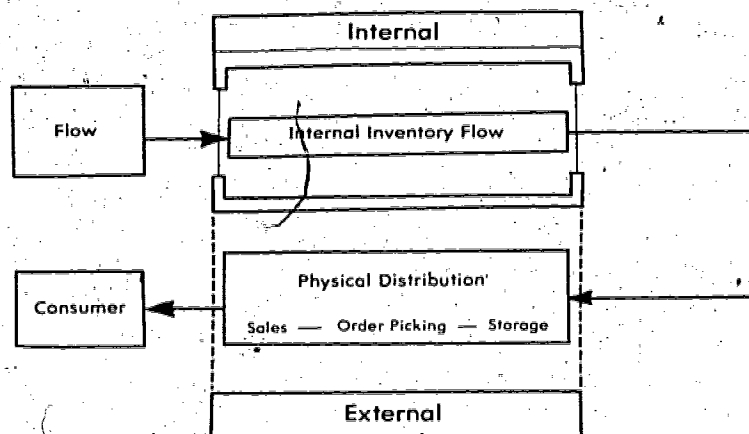 Internal
Flow
Internal Inventory Flow
Physical Distribution
Consumer
Sales — Order Picking — Storage
External